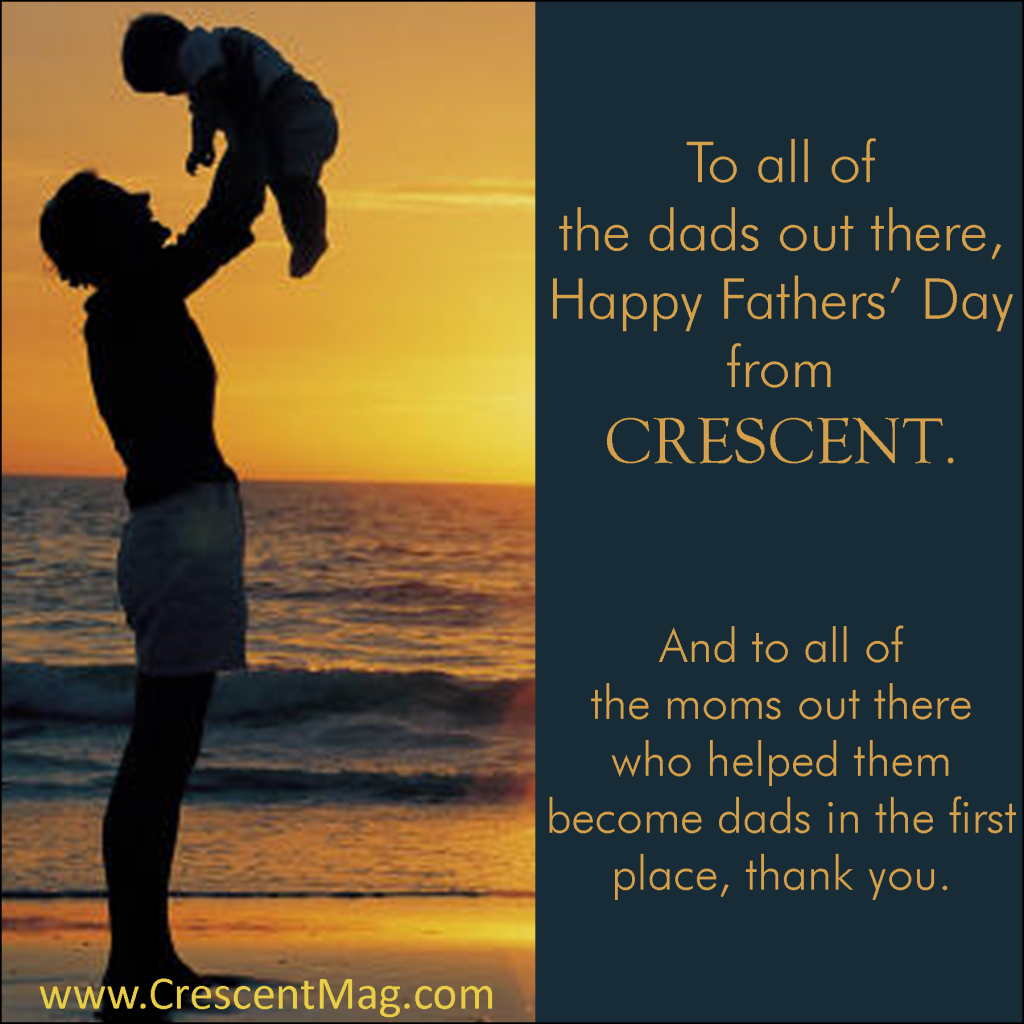 To all of
the dads out there,
Happy Fathers’ Day
from
CRESCENT.
And to all of
the moms out there
who helped them
become dads in the first
place, thank you.
www.CrescentMag.com